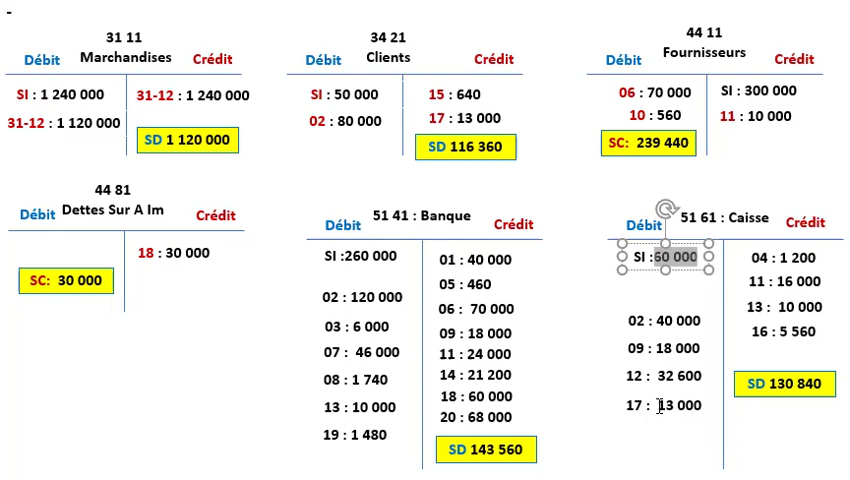 -
31 11
Débit Marchandises Crédit
SI : 1 240 000 31-12 : 1 240 000
31-12 : 1 120 000
SD 1 120 000
34 21
Débit Clients Crédit
SI : 50 000 15 : 640
02 : 80 000 17 : 13 000
SD 116 360
44 11
Débit Fournisseurs Crédit
06 : 70 000 SI : 300 000
10 : 560 11 : 10 000
SC: 239 440
44 81
Débit Dettes Sur A Im Crédit
18 : 30 000
SC: 30 000
51 41 : Banque
Débit Crédit
SI :260 000 01 : 40 000
05 : 460
02 : 120 000 06 : 70 000
03 : 6 000 09 : 18 000
07 : 46 000 11 : 24 000
08 : 1 740 14 : 21 200
13 : 10 000 18 : 60 000
20 : 68 000
19 : 1 480
SD 143 560
51 61 : Caisse
Débit Crédit
SI :60 000 04 : 1 200
11 : 16 000
13 : 10 000
02 : 40 000 16 : 5 560
09 : 18 000
12 : 32 600 SD 130 840
17 : 13 000